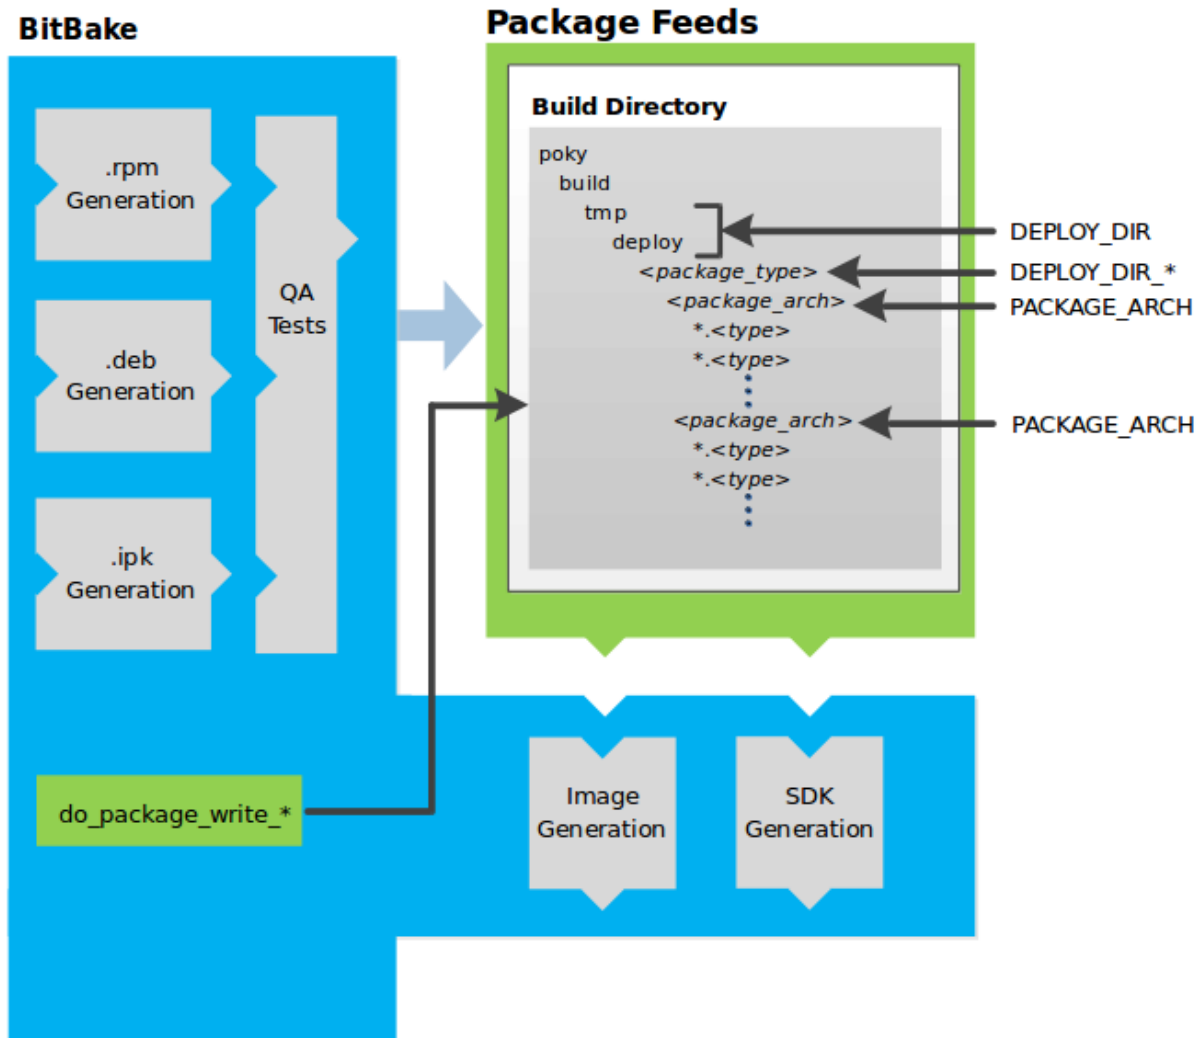 BitBake
.rpm
Generation
.deb
Generation
.ipk
Generation
QA
Tests
do_package_write_*
Package Feeds
Build Directory
poky
build
tmp
deploy
<package_type>
<package_arch>
*.<type>
*.<type>
<package_arch>
*.<type>
*.<type>
DEPLOY_DIR
DEPLOY_DIR_*
PACKAGE_ARCH
PACKAGE_ARCH
Image
Generation
SDK
Generation